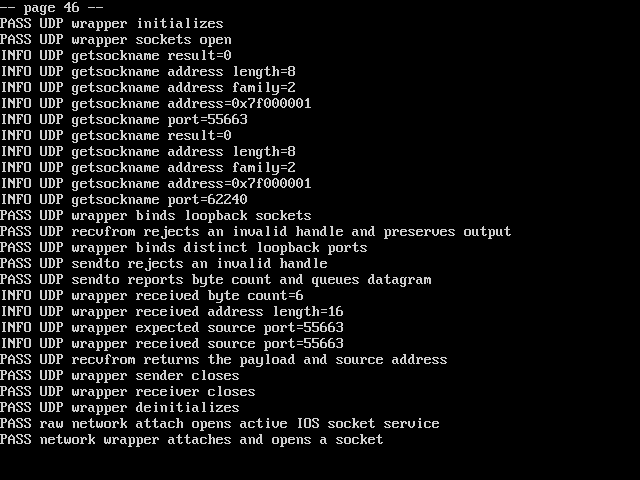 -- page 46 --
PASS UDP wrapper initializes
PASS UDP wrapper sockets open
INFO UDP getsockname result=0
INFO UDP getsockname address length=8
INFO UDP getsockname address family=2
INFO UDP getsockname address=0x7f000001
INFO UDP getsockname port=55663
INFO UDP getsockname result=0
INFO UDP getsockname address length=8
INFO UDP getsockname address family=2
INFO UDP getsockname address=0x7f000001
INFO UDP getsockname port=62240
PASS UDP wrapper binds loopback sockets
PASS UDP recvfrom rejects an invalid handle and preserves output
PASS UDP wrapper binds distinct loopback ports
PASS UDP sendto rejects an invalid handle
PASS UDP sendto reports byte count and queues datagram
INFO UDP wrapper received byte count=6
INFO UDP wrapper received address length=16
INFO UDP wrapper expected source port=55663
INFO UDP wrapper received source port=55663
PASS UDP recvfrom returns the payload and source address
PASS UDP wrapper sender closes
PASS UDP wrapper receiver closes
PASS UDP wrapper deinitializes
PASS raw network attach opens active IOS socket service
PASS network wrapper attaches and opens a socket